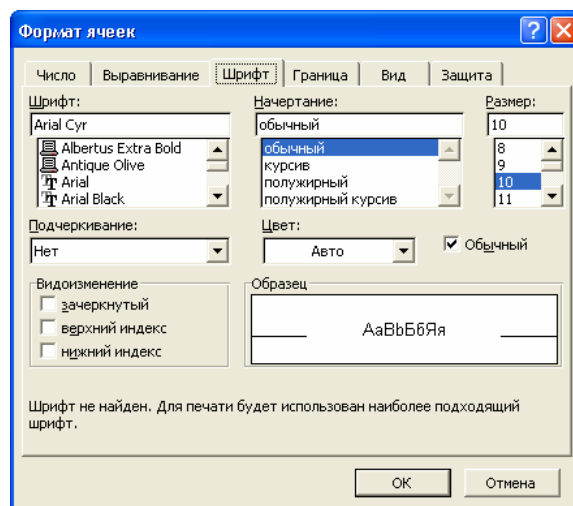 Формат ячеек
Число Выравнивание Шрифт Граница Вид Защита
Шрифт: Начертание: Размер:
Arial Cyr обычный 10
Albertus Extra Bold обычный 8
Antique Olive курсив 9
Arial полужирный 10
Arial Black полужирный курсив 11
Подчеркивание: Цвет:
Нет Авто Обычный
Видоизменение Образец
зачеркнутый
верхний индекс АаВbБбЯя
нижний индекс
Шрифт не найден. Для печати будет использован наиболее подходящий
шрифт.
ОК Отмена